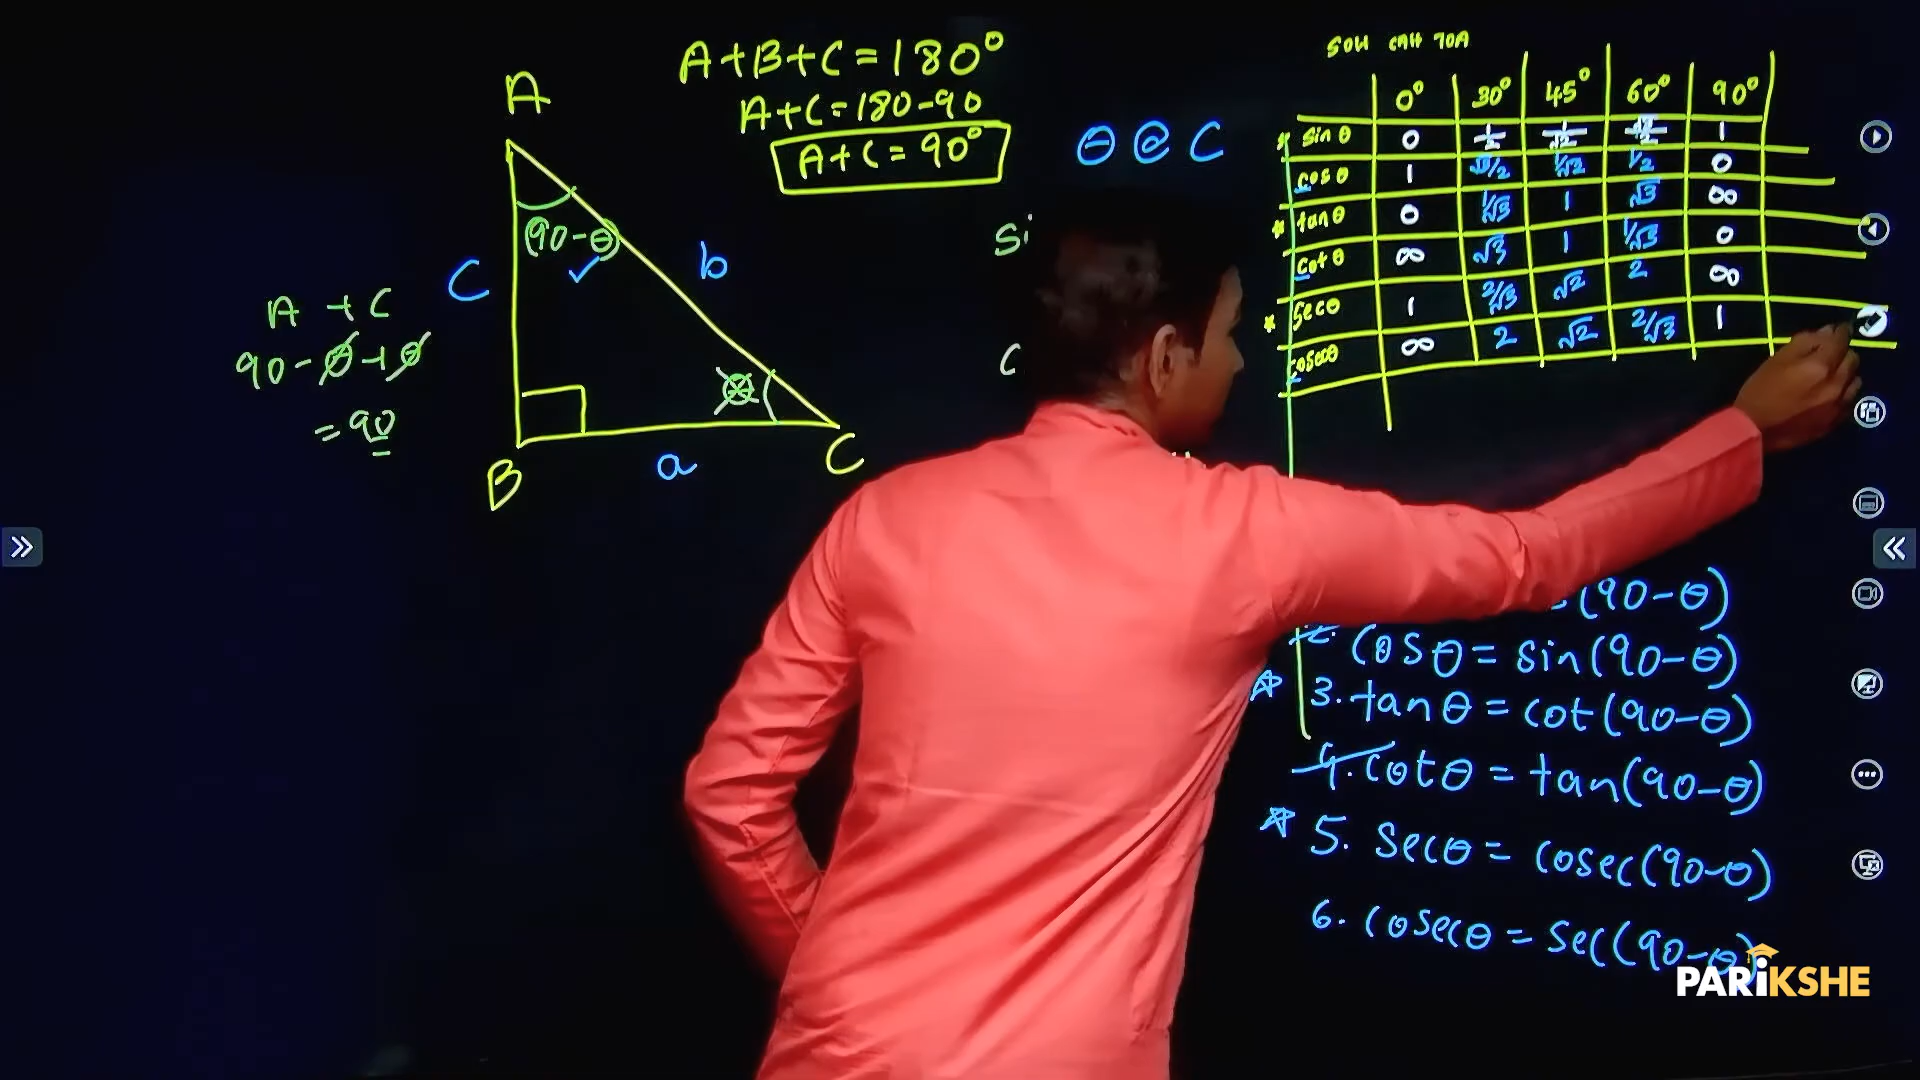 A
A+B+C=180°
A+C=180-90
A+C=90°
(90-θ)
C
b
A + C
90-θ+θ
=90
B
a
C
θ @ C
Si
C
SOH CAH TOA
0° 30° 45° 60° 90°
sin θ 0 1/2 1/√2 √3/2 1
cos θ 1 √3/2 1/√2 1/2 0
tan θ 0 1/√3 1 √3 ∞
cot θ ∞ √3 1 1/√3 0
sec θ 1 2/√3 √2 2 ∞
cosec θ ∞ 2 √2 2/√3 1
(90-θ)
2. cos θ = sin(90-θ)
3. tan θ = cot(90-θ)
4. cot θ = tan(90-θ)
5. sec θ = cosec(90-θ)
6. cosec θ = sec(90-θ)
PARiKSHE